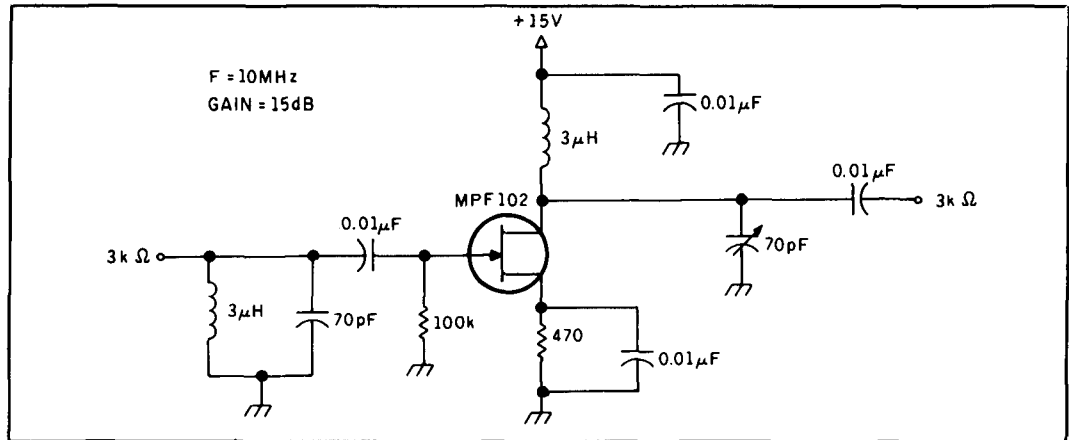 +15V
F = 10MHz
GAIN = 15dB
0.01µF
3µH
0.01µF
MPF102
3k Ω
0.01µF
70pF
3k Ω
3µH
70pF
100k
470
0.01µF